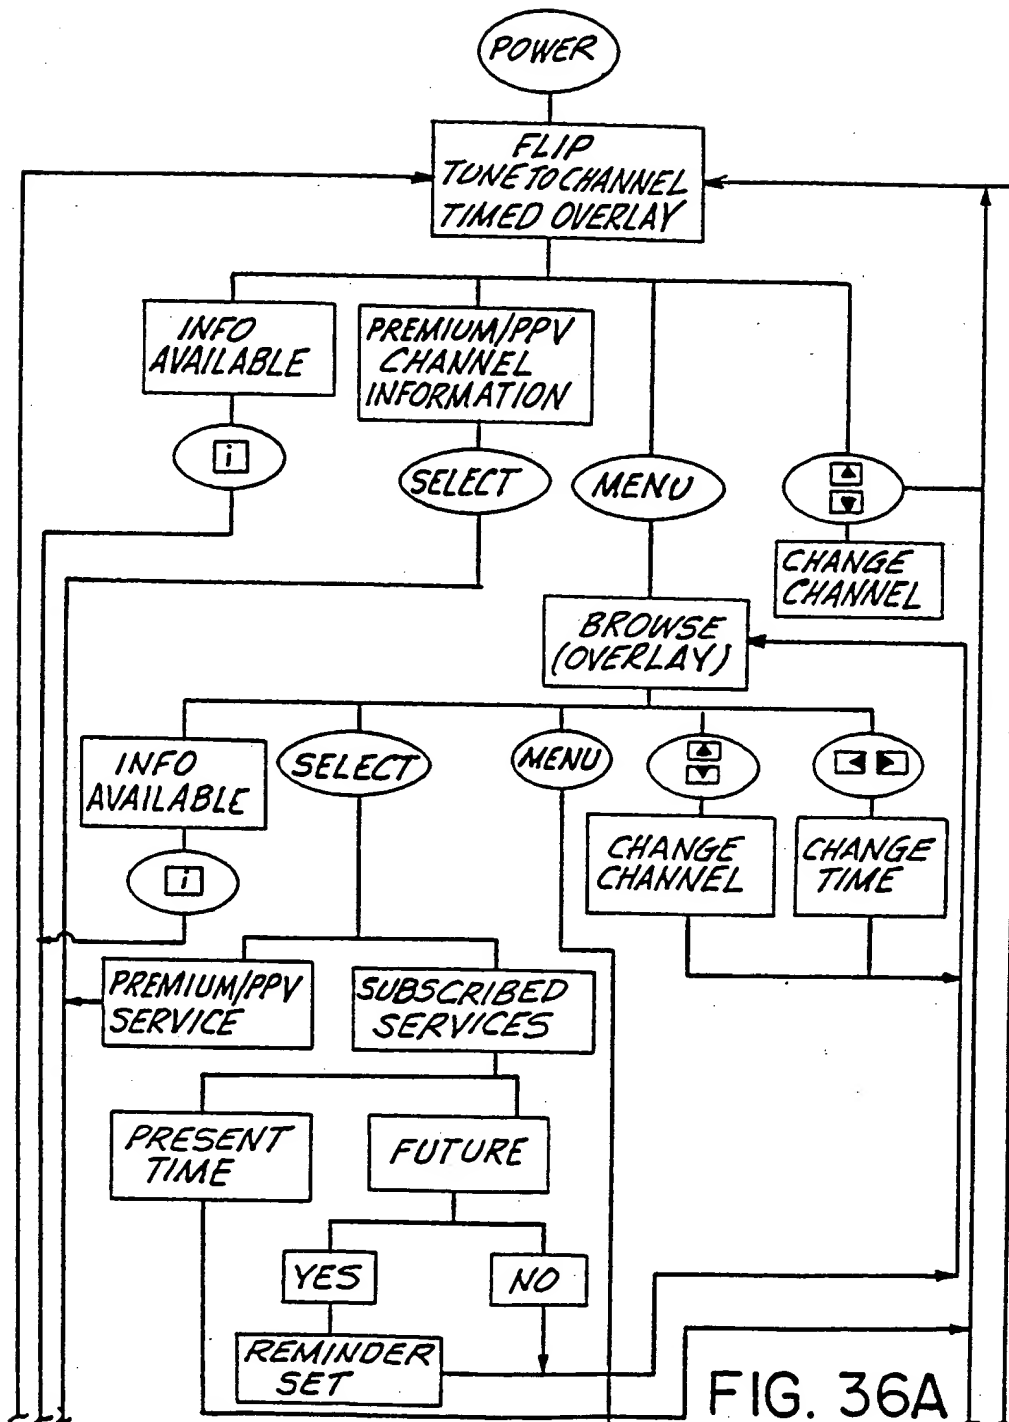 POWER
FLIP
TUNE TO CHANNEL
TIMED OVERLAY
INFO
AVAILABLE
PREMIUM/PPV
CHANNEL
INFORMATION
i
SELECT
MENU
CHANGE
CHANNEL
BROWSE
(OVERLAY)
INFO
AVAILABLE
SELECT
MENU
i
CHANGE
CHANNEL
CHANGE
TIME
PREMIUM/PPV
SERVICE
SUBSCRIBED
SERVICES
PRESENT
TIME
FUTURE
YES
NO
REMINDER
SET
FIG. 36A